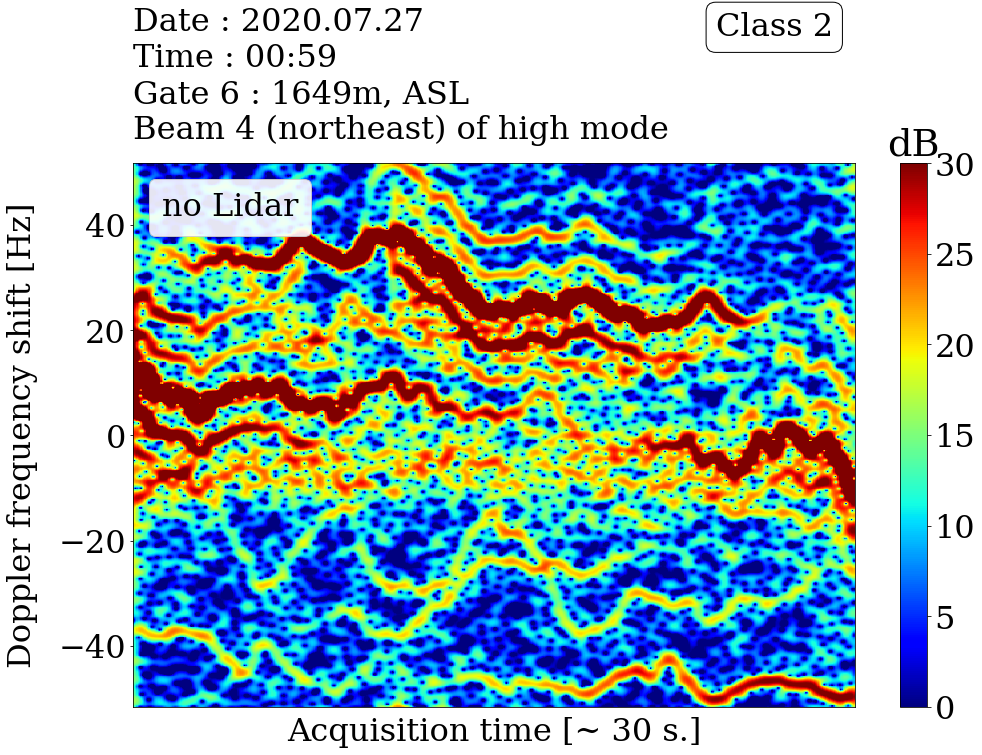 Date : 2020.07.27
Time : 00:59
Gate 6 : 1649m, ASL
Beam 4 (northeast) of high mode
Class 2
no Lidar
Doppler frequency shift [Hz]
40
20
0
−20
−40
Acquisition time [~ 30 s.]
dB
30
25
20
15
10
5
0